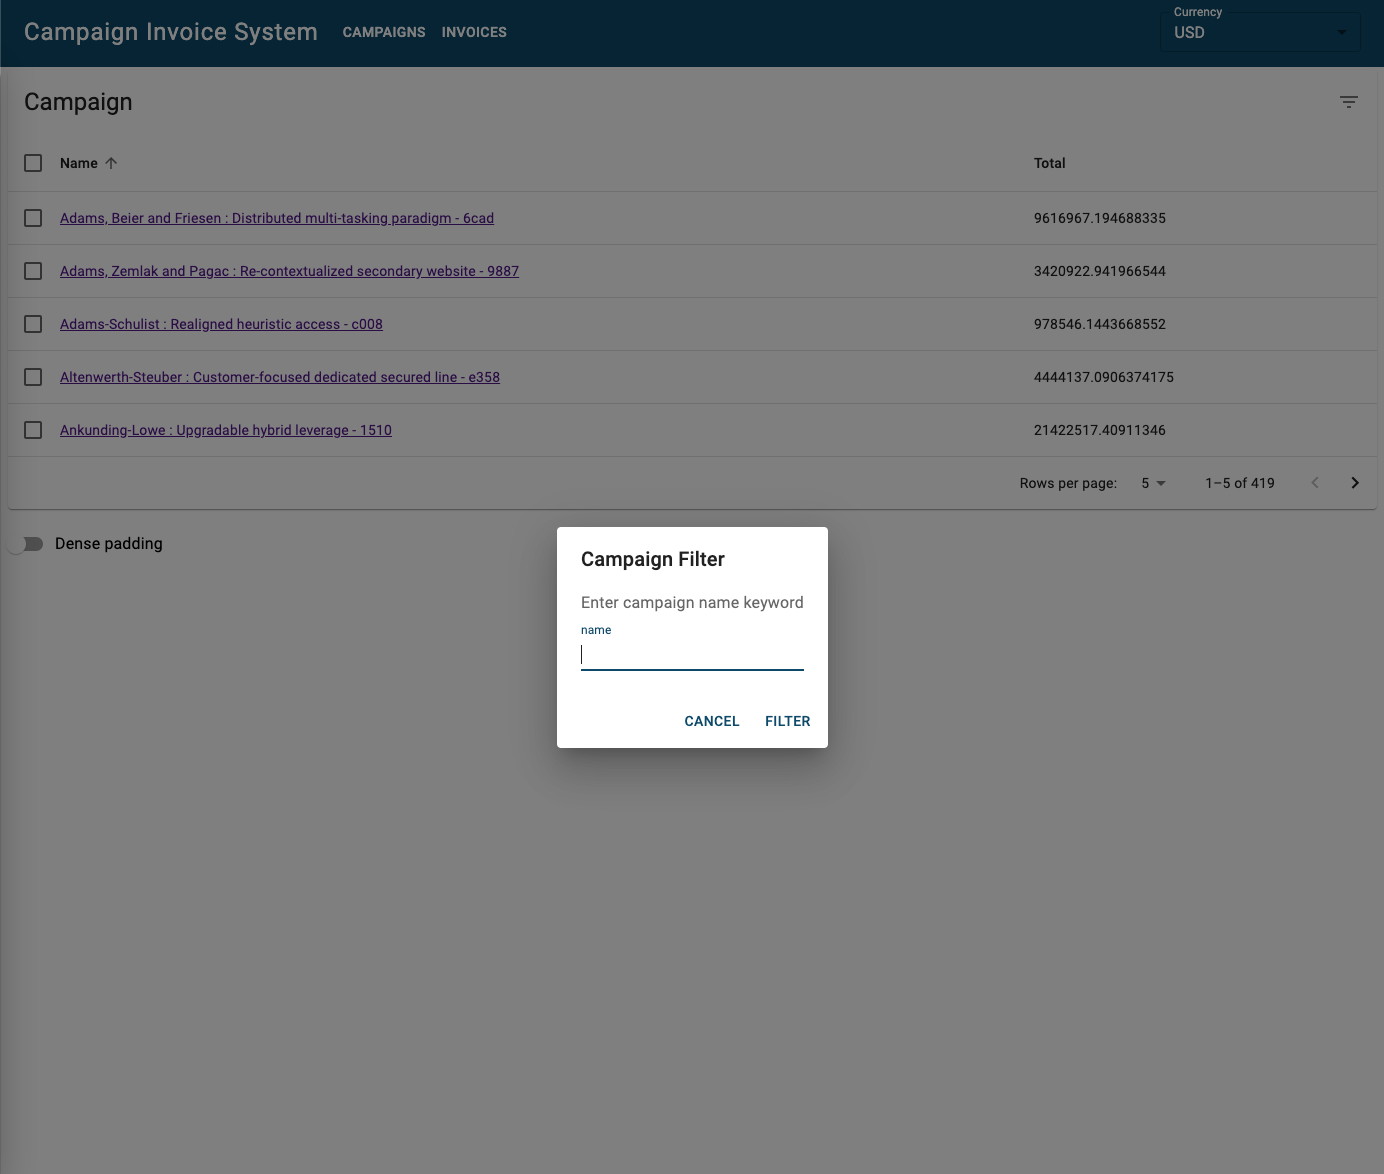 Campaign Invoice System CAMPAIGNS INVOICES
Currency
USD
Campaign
Name Total
Adams, Beier and Friesen : Distributed multi-tasking paradigm - 6cad 9616967.194688335
Adams, Zemlak and Pagac : Re-contextualized secondary website - 9887 3420922.941966544
Adams-Schulist : Realigned heuristic access - c008 978546.1443668552
Altenwerth-Steuber : Customer-focused dedicated secured line - e358 4444137.0906374175
Ankunding-Lowe : Upgradable hybrid leverage - 1510 21422517.40911346
Rows per page: 5 1–5 of 419
Dense padding
Campaign Filter
Enter campaign name keyword
name
CANCEL FILTER